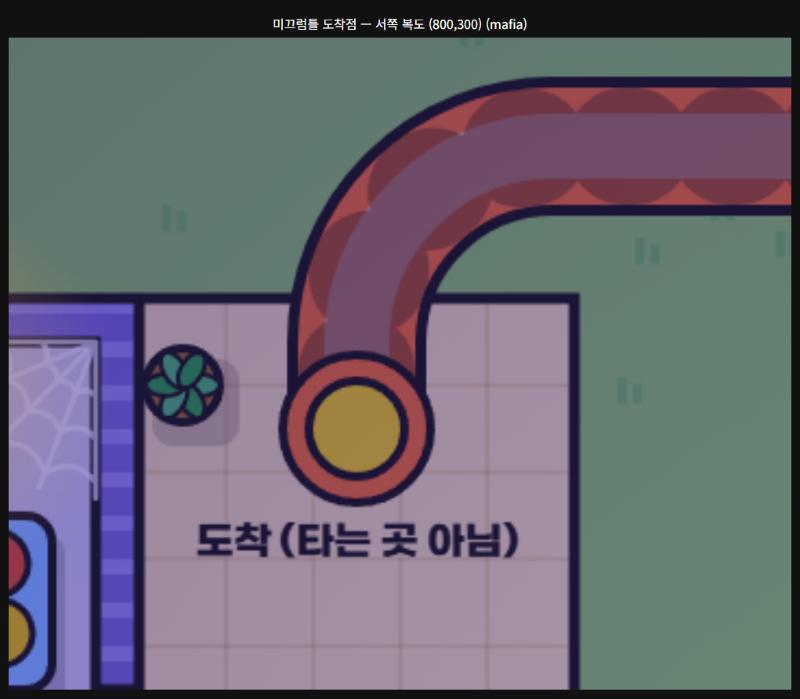 미끄럼틀 도착점 — 서쪽 복도 (800,300) (mafia)
도착 (타는 곳 아님)